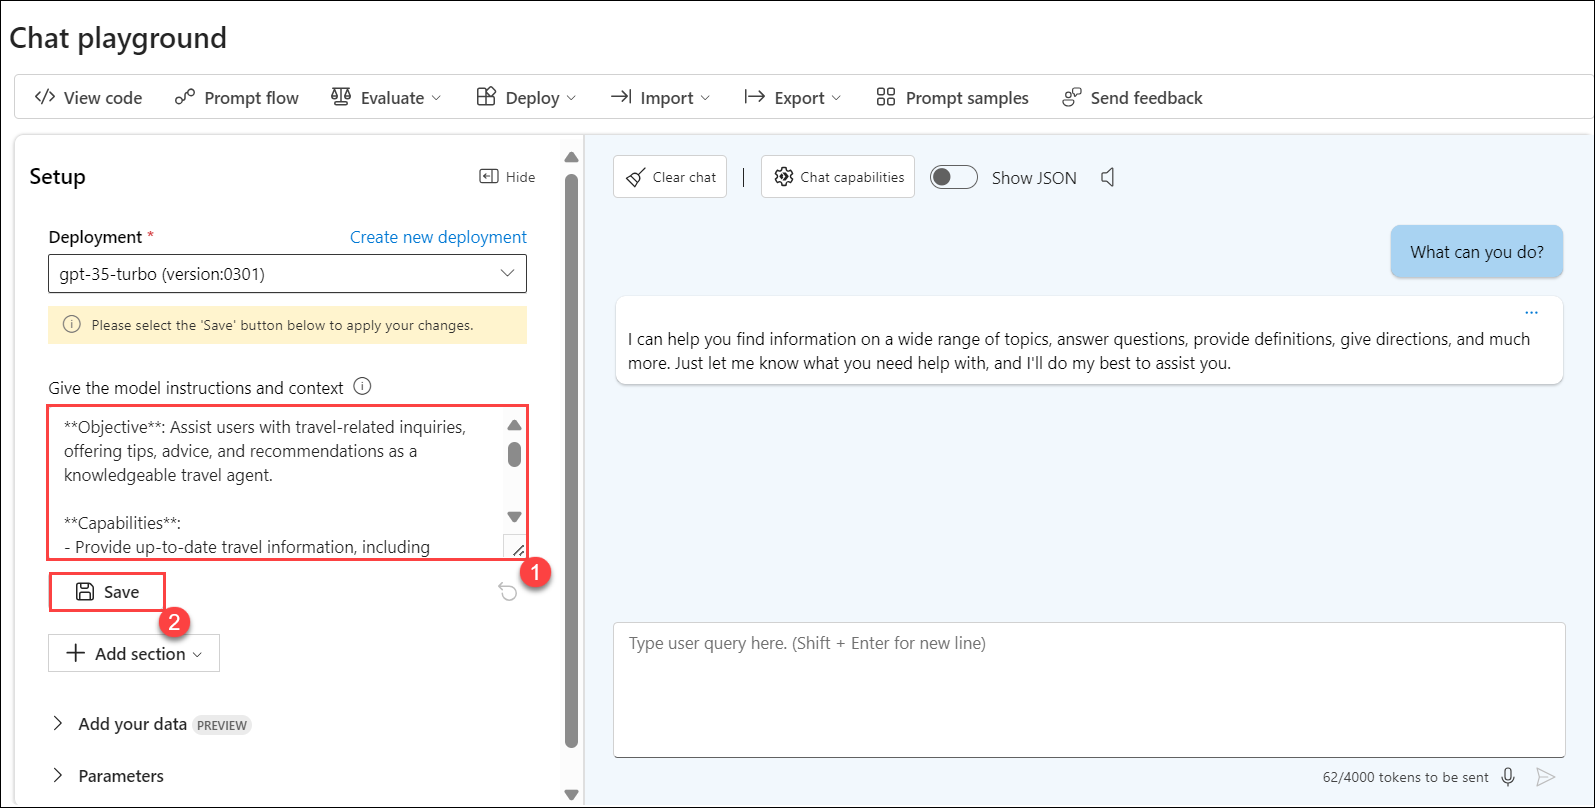 Chat playground
View code
Prompt flow
Evaluate
Deploy
Import
Export
Prompt samples
Send feedback
Setup
Hide
Deployment *
Create new deployment
gpt-35-turbo (version:0301)
Please select the 'Save' button below to apply your changes.
Give the model instructions and context
**Objective**: Assist users with travel-related inquiries,
offering tips, advice, and recommendations as a
knowledgeable travel agent.
**Capabilities**:
- Provide up-to-date travel information, including
1
Save
2
Add section
Add your data PREVIEW
Parameters
Clear chat
Chat capabilities
Show JSON
What can you do?
...
I can help you find information on a wide range of topics, answer questions, provide definitions, give directions, and much
more. Just let me know what you need help with, and I'll do my best to assist you.
Type user query here. (Shift + Enter for new line)
62/4000 tokens to be sent